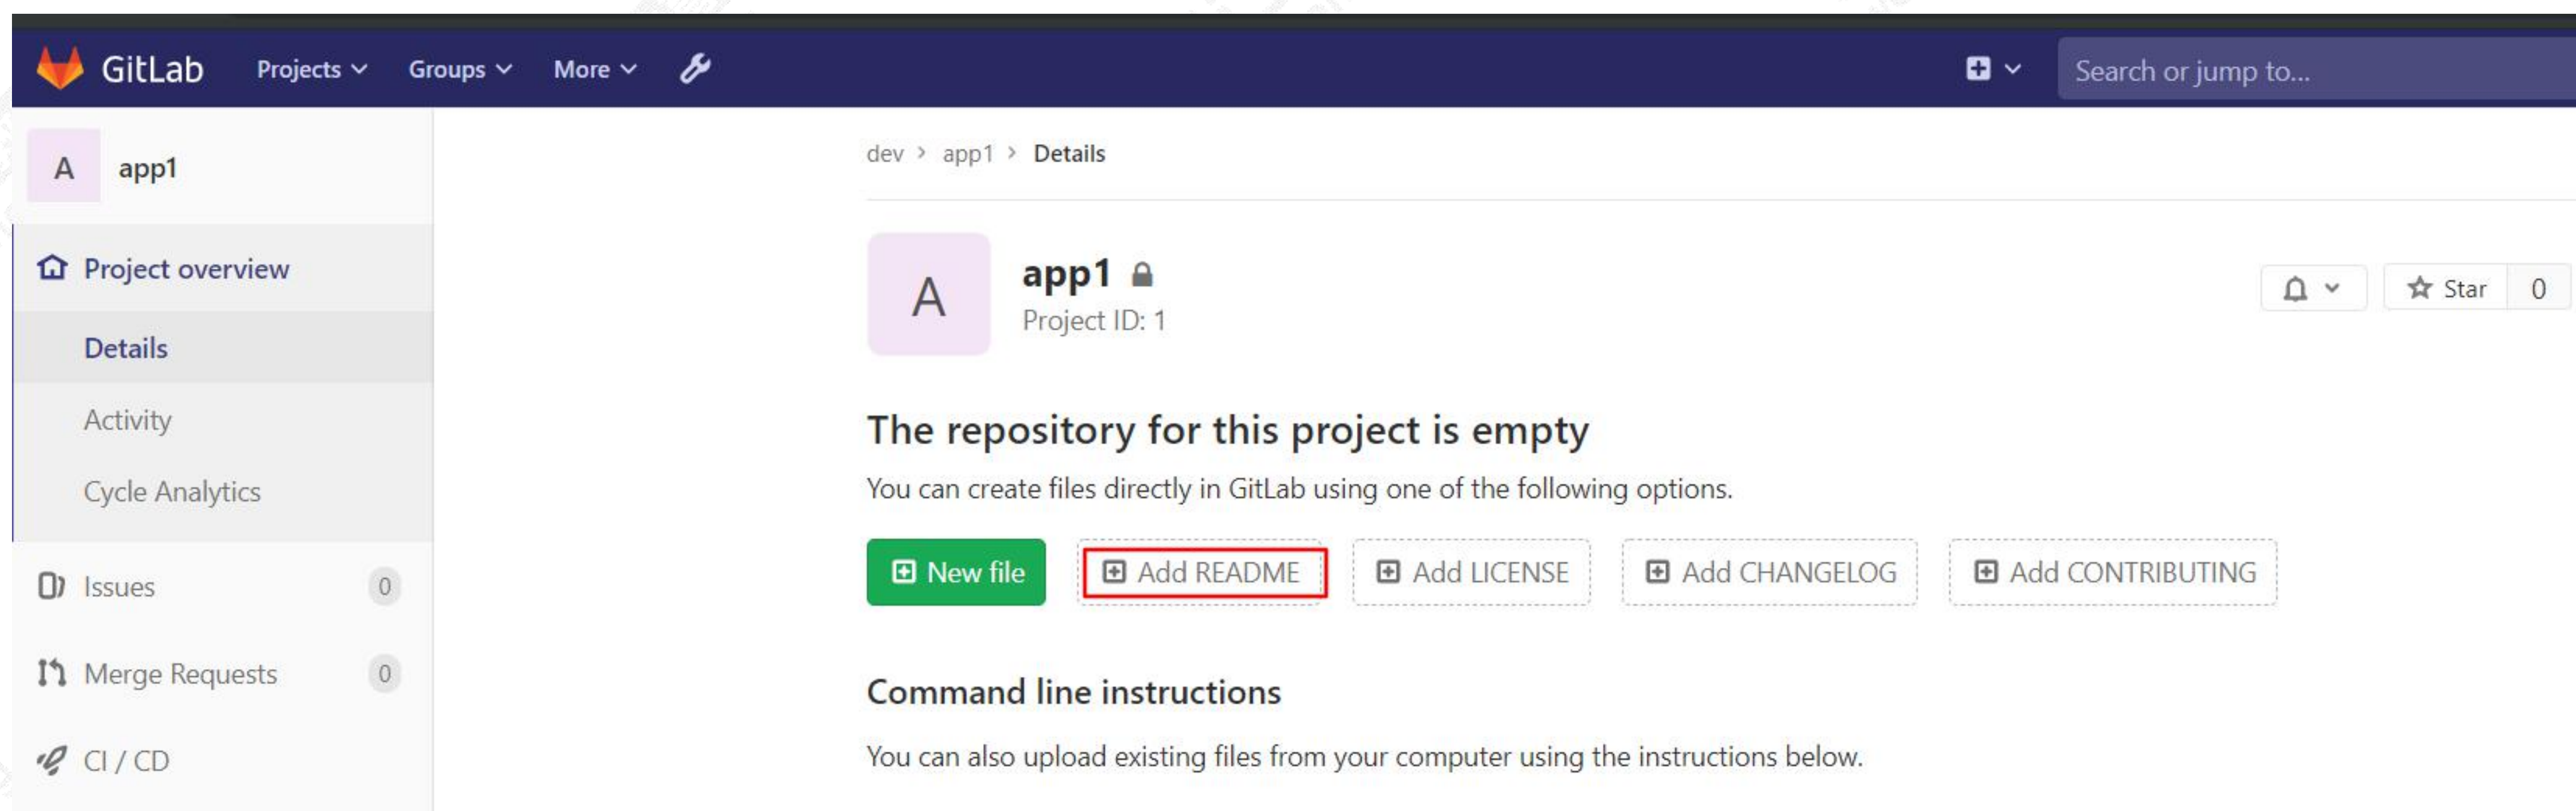 GitLab Projects Groups More Search or jump to...
A app1
dev > app1 > Details
Project overview
Details
Activity
Cycle Analytics
Issues 0
Merge Requests 0
CI / CD
A
app1
Project ID: 1
Star 0
The repository for this project is empty
You can create files directly in GitLab using one of the following options.
New file Add README Add LICENSE Add CHANGELOG Add CONTRIBUTING
Command line instructions
You can also upload existing files from your computer using the instructions below.